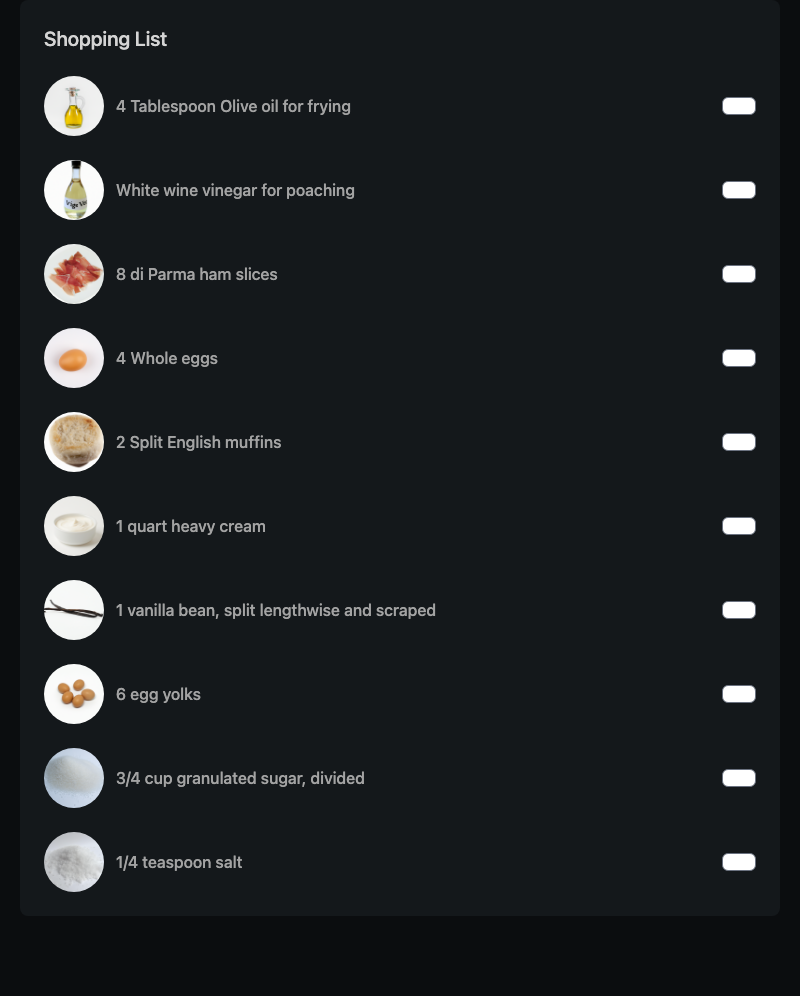 Shopping List
4 Tablespoon Olive oil for frying
White wine vinegar for poaching
8 di Parma ham slices
4 Whole eggs
2 Split English muffins
1 quart heavy cream
1 vanilla bean, split lengthwise and scraped
6 egg yolks
3/4 cup granulated sugar, divided
1/4 teaspoon salt